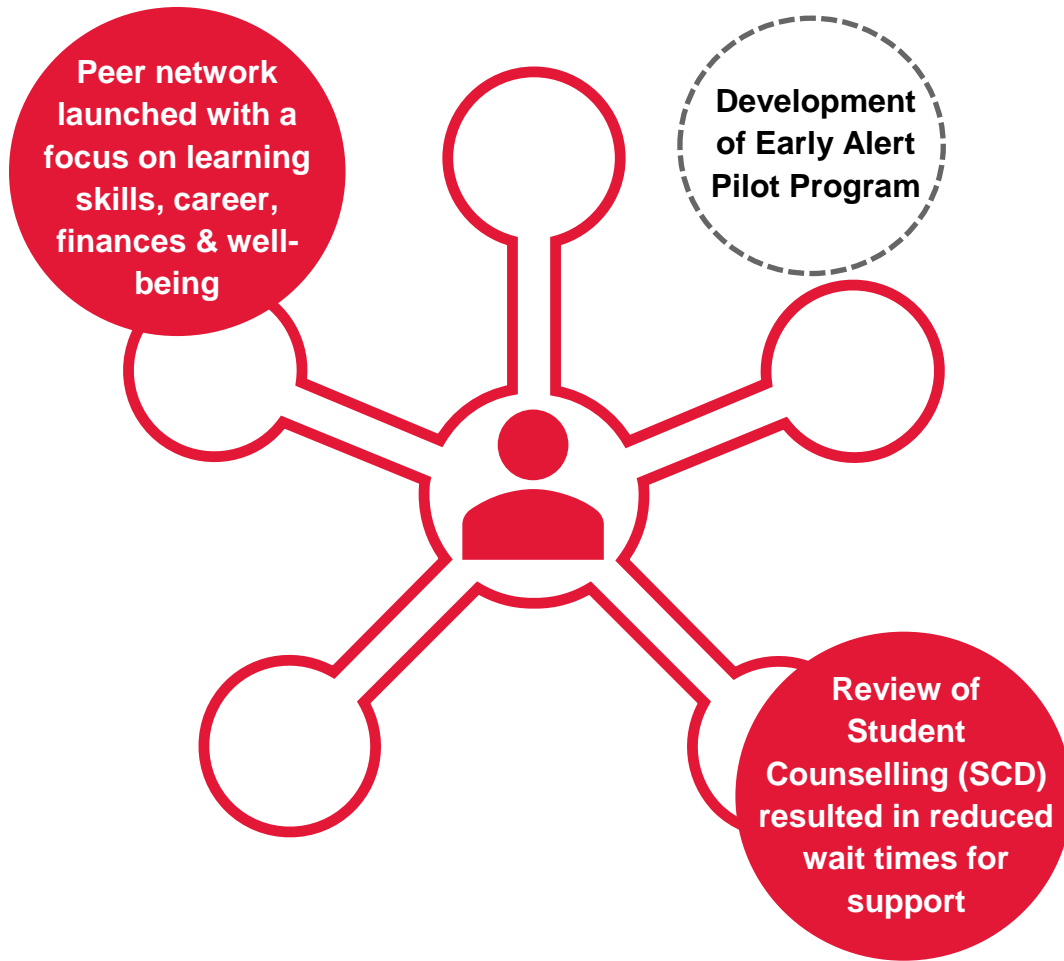 Peer network
launched with a
focus on learning
skills, career,
finances & well-
being
Development
of Early Alert
Pilot Program
Review of
Student
Counselling (SCD)
resulted in reduced
wait times for
support